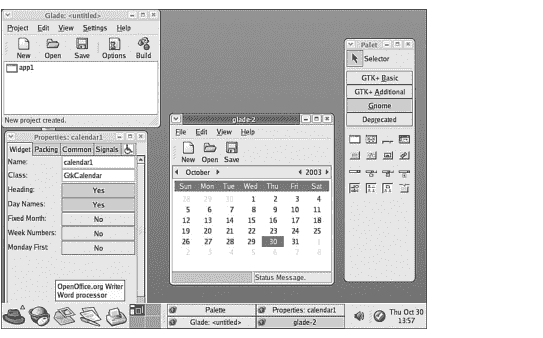 Glade: <untitled>
Project Edit View Settings Help
New Open Save Options Build
app1
New project created.
Palet
Selector
GTK+ Basic
GTK+ Additional
Gnome
Deprecated
Properties: calendar1
Widget Packing Common Signals
Name: calendar1
Class: GtkCalendar
Heading: Yes
Day Names: Yes
Fixed Month: No
Week Numbers: No
Monday First: No
glade-2
File Edit View Help
New Open Save
October 2003
Sun Mon Tue Wed Thu Fri Sat
28 29 30 1 2 3 4
5 6 7 8 9 10 11
12 13 14 15 16 17 18
19 20 21 22 23 24 25
26 27 28 29 30 31 1
2 3 4 5 6 7 8
Status Message.
OpenOffice.org Writer
Word processor
Palette
Properties: calendar1
Glade: <untitled>
glade-2
Thu Oct 30
13:57